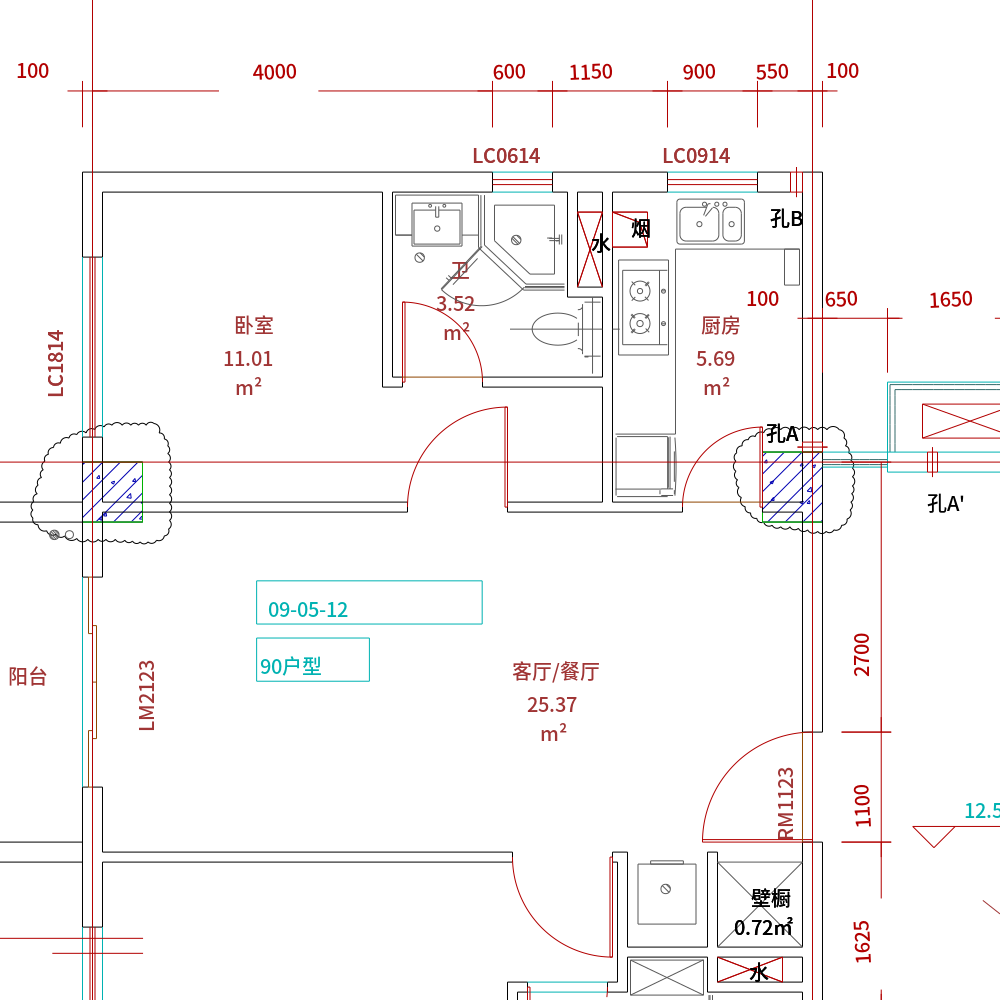 100
4000
600
1150
900
550
100
LC0614
LC0914
孔B
烟
水
卫
3.52
m²
100
650
1650
卧室
11.01
m²
厨房
5.69
m²
LC1814
孔A
孔A'
09-05-12
90户型
客厅/餐厅
25.37
m²
阳台
LM2123
2700
RM1123
1100
12.5
壁橱
0.72㎡
1625
水